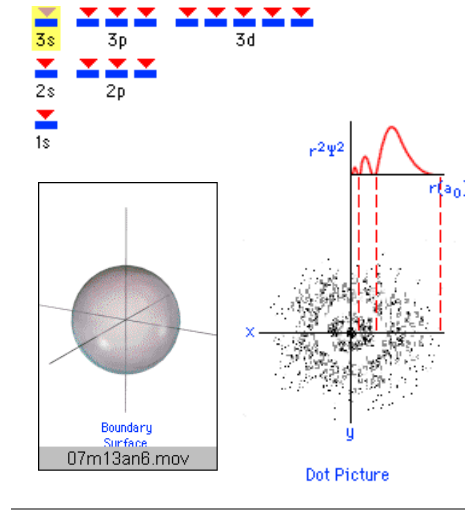 3s 3p 3d
2s 2p
1s
r²Ψ²
r(a₀)
x
y
Boundary
Surface
07m13an6.mov
Dot Picture